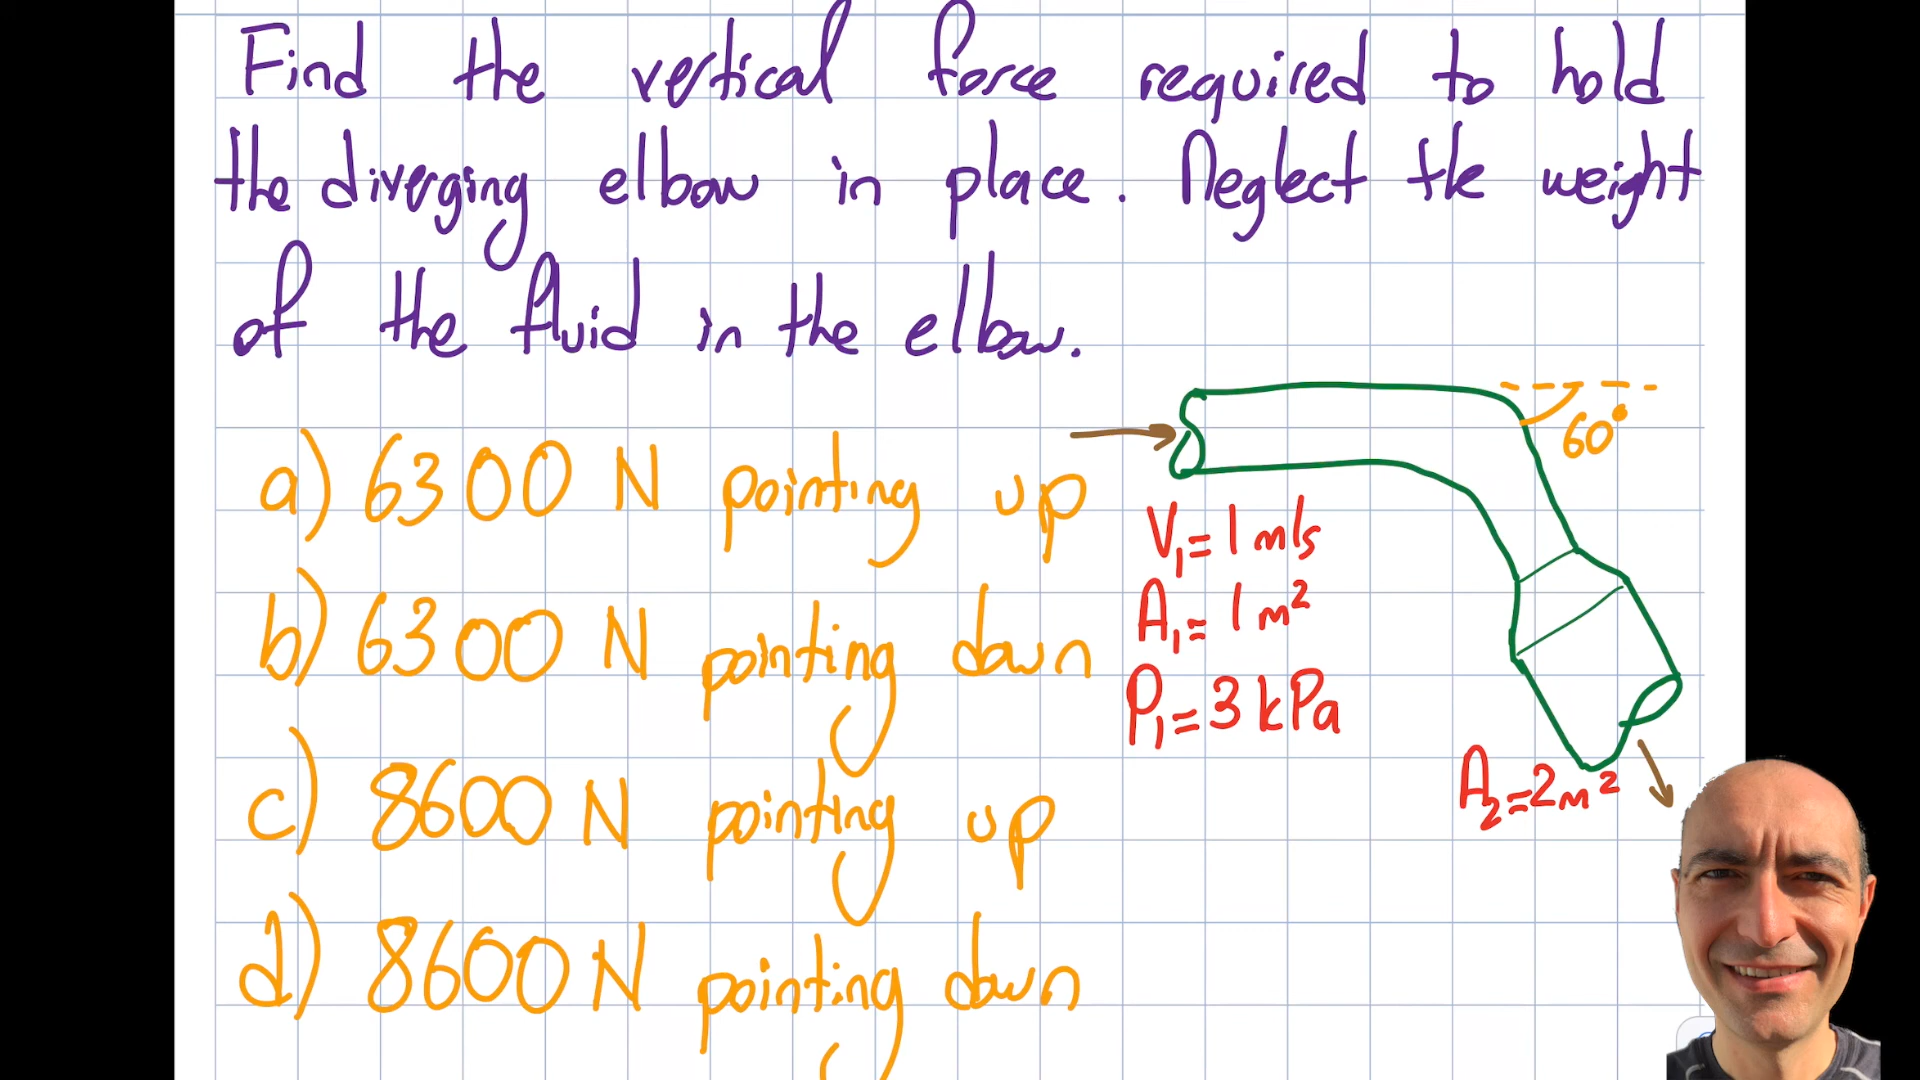 Find the vertical force required to hold
the diverging elbow in place. Neglect the weight
of the fluid in the elbow.
60°
a) 6300 N pointing up
V₁ = 1 m/s
A₁ = 1 m²
b) 6300 N pointing down
P₁ = 3 kPa
A₂ = 2 m²
c) 8600 N pointing up
d) 8600 N pointing down